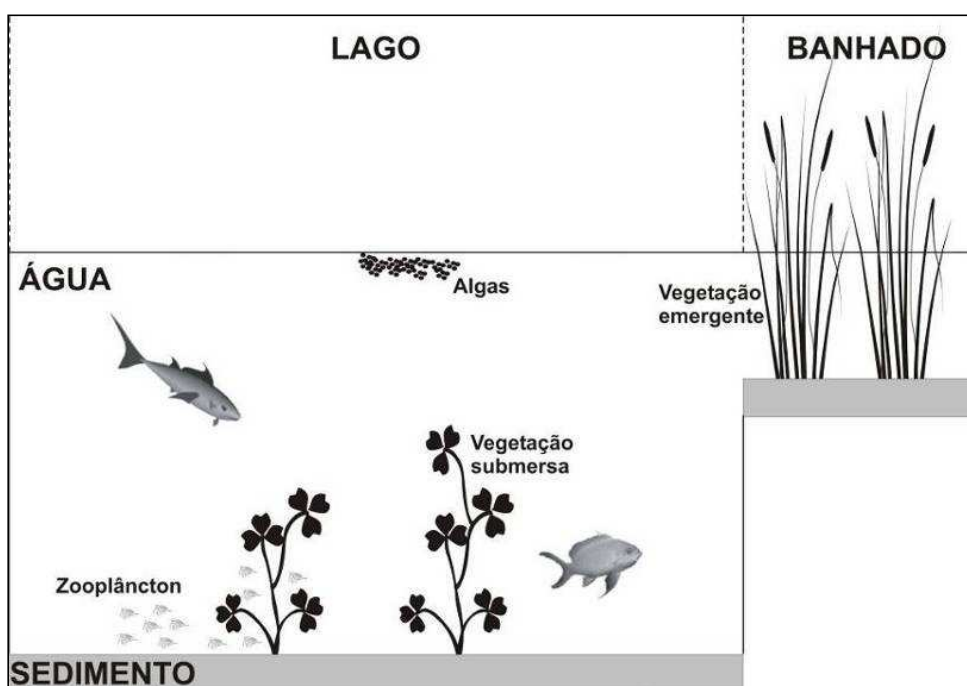 LAGO
BANHADO
ÁGUA
Algas
Vegetação
emergente
Vegetação
submersa
Zooplâncton
SEDIMENTO